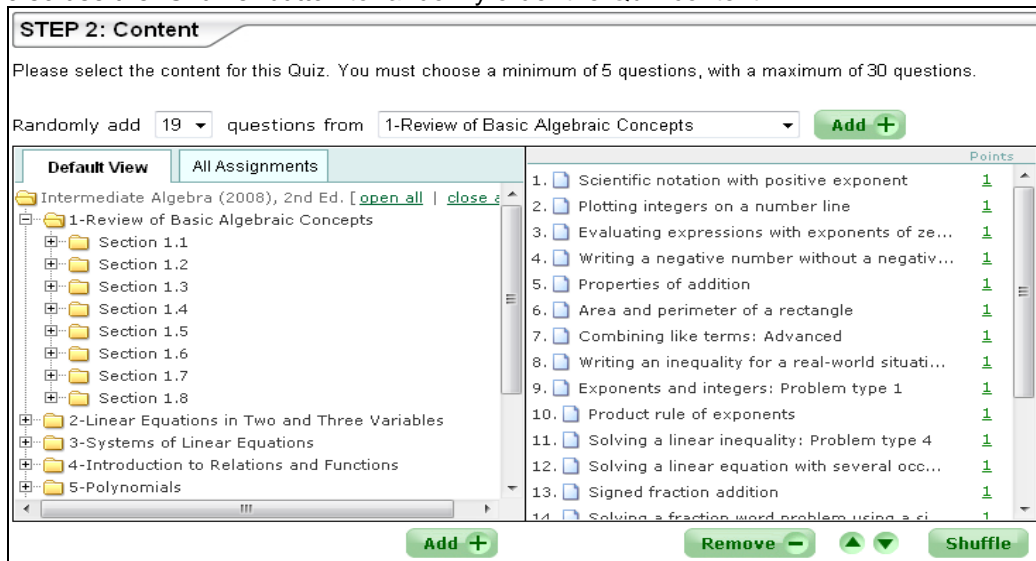 STEP 2: Content
Please select the content for this Quiz. You must choose a minimum of 5 questions, with a maximum of 30 questions.
Randomly add 19 questions from 1-Review of Basic Algebraic Concepts Add
Default View All Assignments
Intermediate Algebra (2008), 2nd Ed. [ open all | close a
1-Review of Basic Algebraic Concepts
Section 1.1
Section 1.2
Section 1.3
Section 1.4
Section 1.5
Section 1.6
Section 1.7
Section 1.8
2-Linear Equations in Two and Three Variables
3-Systems of Linear Equations
4-Introduction to Relations and Functions
5-Polynomials
Add
Points
1. Scientific notation with positive exponent 1
2. Plotting integers on a number line 1
3. Evaluating expressions with exponents of ze... 1
4. Writing a negative number without a negativ... 1
5. Properties of addition 1
6. Area and perimeter of a rectangle 1
7. Combining like terms: Advanced 1
8. Writing an inequality for a real-world situati... 1
9. Exponents and integers: Problem type 1 1
10. Product rule of exponents 1
11. Solving a linear inequality: Problem type 4 1
12. Solving a linear equation with several occ... 1
13. Signed fraction addition 1
14. Solving a fraction word problem using a si... 1
Remove Shuffle